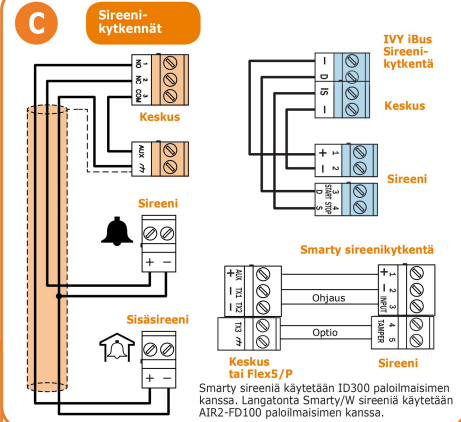 C
Sireeni-
kytkennät
NO 1
NC 2
COM 3
Keskus
AUX
Sireeni
+ −
Sisäsireeni
+ −
IVY iBus
Sireeni-
kytkentä
−
D
IS
−
Keskus
+ 1
− 2
Sireeni
D START 3
S STOP 4
Smarty sireenikytkentä
+ AUX
− TX1
− TX2
Ohjaus
+ 1
− 2
INPUT 3
TX3
Optio
TAMPER 4
5
Keskus
tai Flex5/P
Sireeni
Smarty sireeniä käytetään ID300 paloilmaisimen
kanssa. Langatonta Smarty/W sireeniä käytetään
AIR2-FD100 paloilmaisimen kanssa.